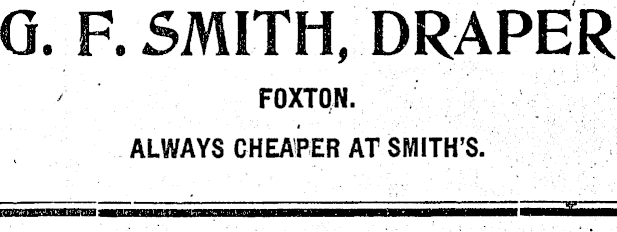 G. F. SMITH, DRAPER
FOXTON.
ALWAYS CHEAPER AT SMITH'S.